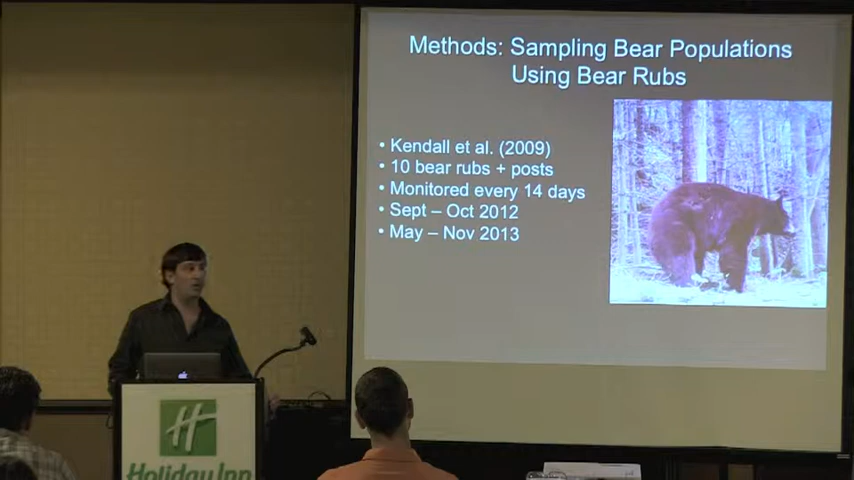 Methods: Sampling Bear Populations
Using Bear Rubs
• Kendall et al. (2009)
• 10 bear rubs + posts
• Monitored every 14 days
• Sept – Oct 2012
• May – Nov 2013
H
Holiday Inn